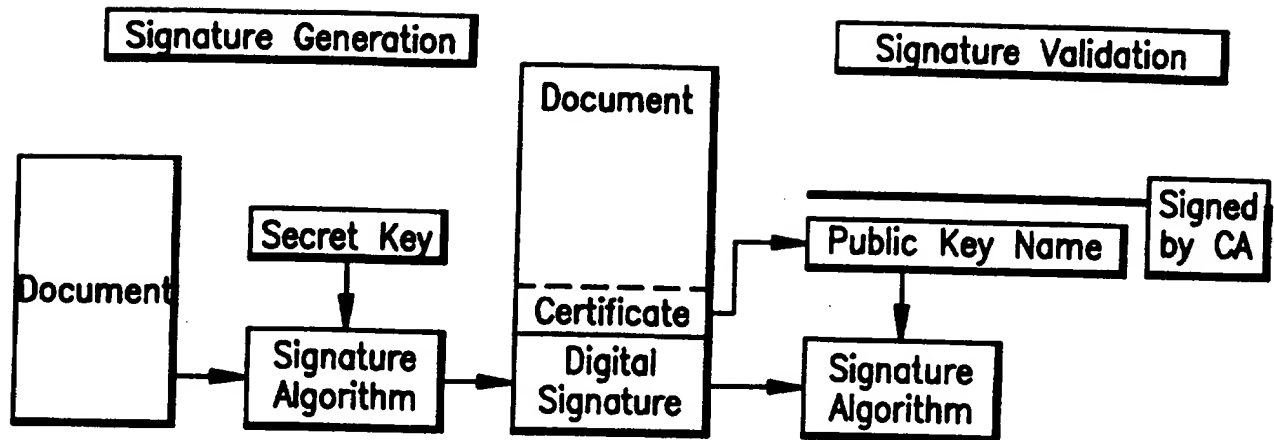 Signature Generation
Signature Validation
Document
Secret Key
Signature
Algorithm
Document
Certificate
Digital
Signature
Public Key Name
Signed
by CA
Signature
Algorithm